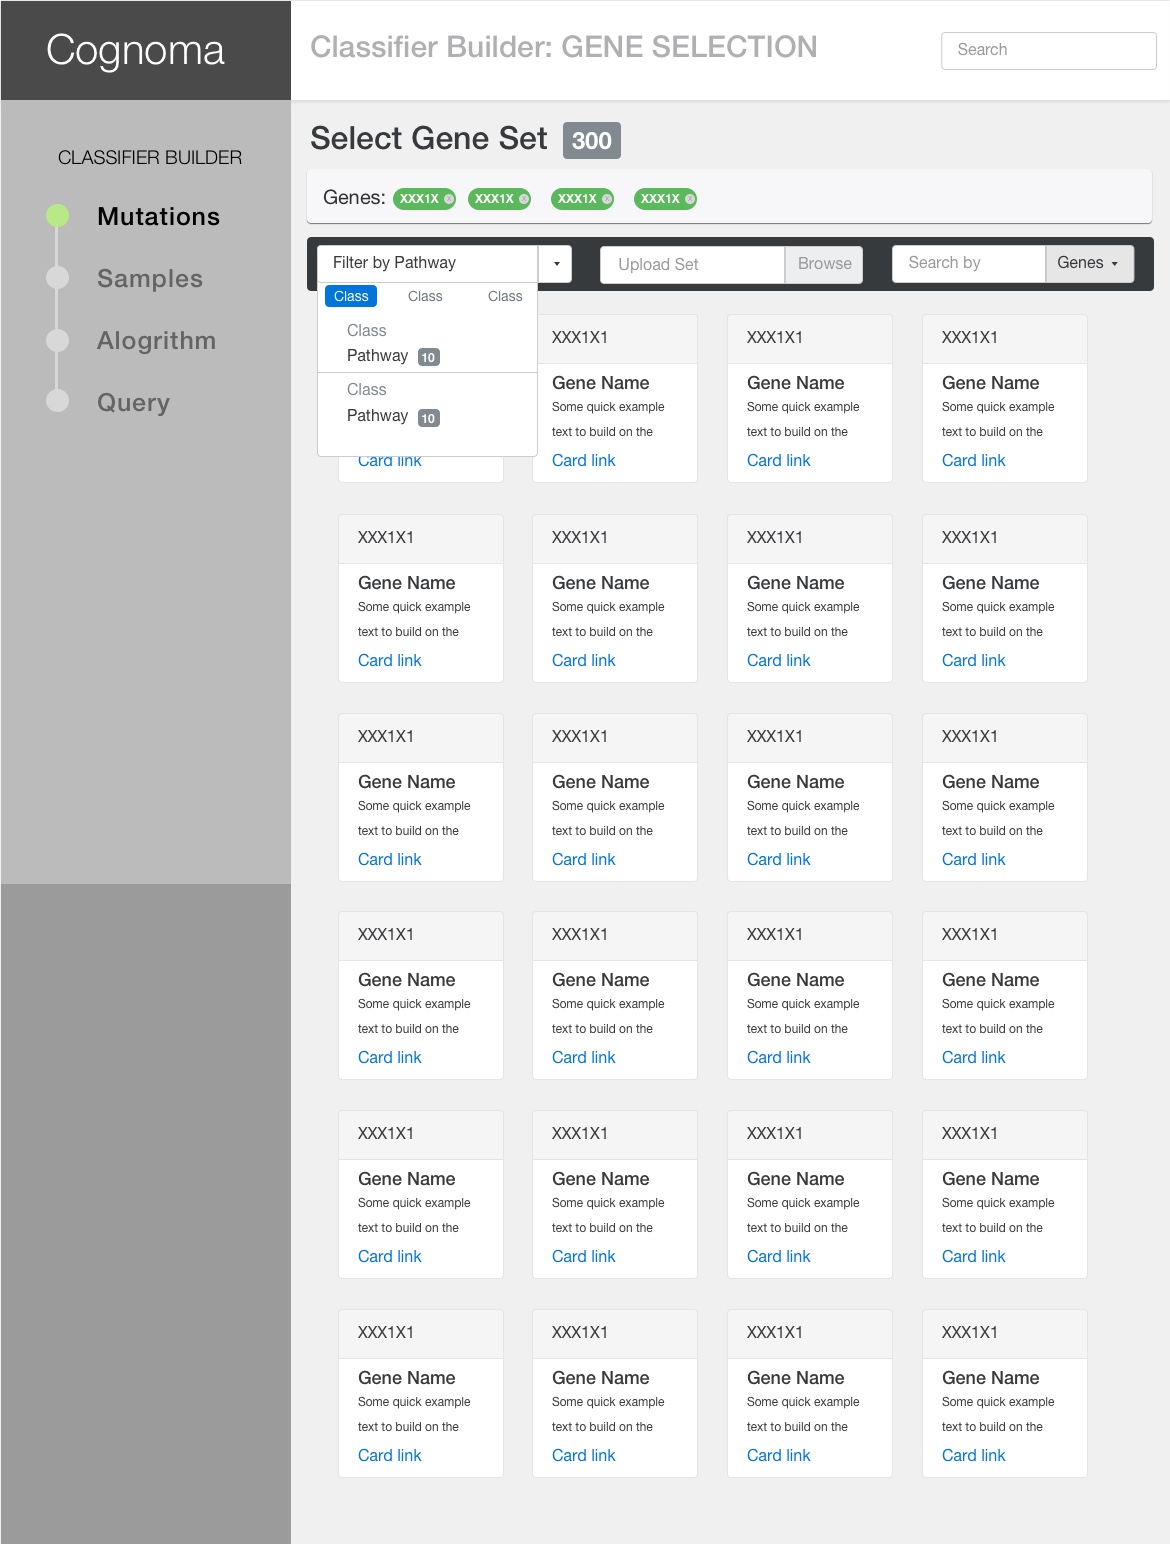 Cognoma
Classifier Builder: GENE SELECTION
Search
CLASSIFIER BUILDER
Mutations
Samples
Alogrithm
Query
Select Gene Set 300
Genes: XXX1X XXX1X XXX1X XXX1X
Filter by Pathway Upload Set Browse Search by Genes
Class Class Class
Class
Pathway 10
Class
Pathway 10
XXX1X1 XXX1X1 XXX1X1
Gene Name Gene Name Gene Name
Some quick example Some quick example Some quick example
text to build on the text to build on the text to build on the
Card link Card link Card link Card link
XXX1X1 XXX1X1 XXX1X1 XXX1X1
Gene Name Gene Name Gene Name Gene Name
Some quick example Some quick example Some quick example Some quick example
text to build on the text to build on the text to build on the text to build on the
Card link Card link Card link Card link
XXX1X1 XXX1X1 XXX1X1 XXX1X1
Gene Name Gene Name Gene Name Gene Name
Some quick example Some quick example Some quick example Some quick example
text to build on the text to build on the text to build on the text to build on the
Card link Card link Card link Card link
XXX1X1 XXX1X1 XXX1X1 XXX1X1
Gene Name Gene Name Gene Name Gene Name
Some quick example Some quick example Some quick example Some quick example
text to build on the text to build on the text to build on the text to build on the
Card link Card link Card link Card link
XXX1X1 XXX1X1 XXX1X1 XXX1X1
Gene Name Gene Name Gene Name Gene Name
Some quick example Some quick example Some quick example Some quick example
text to build on the text to build on the text to build on the text to build on the
Card link Card link Card link Card link
XXX1X1 XXX1X1 XXX1X1 XXX1X1
Gene Name Gene Name Gene Name Gene Name
Some quick example Some quick example Some quick example Some quick example
text to build on the text to build on the text to build on the text to build on the
Card link Card link Card link Card link